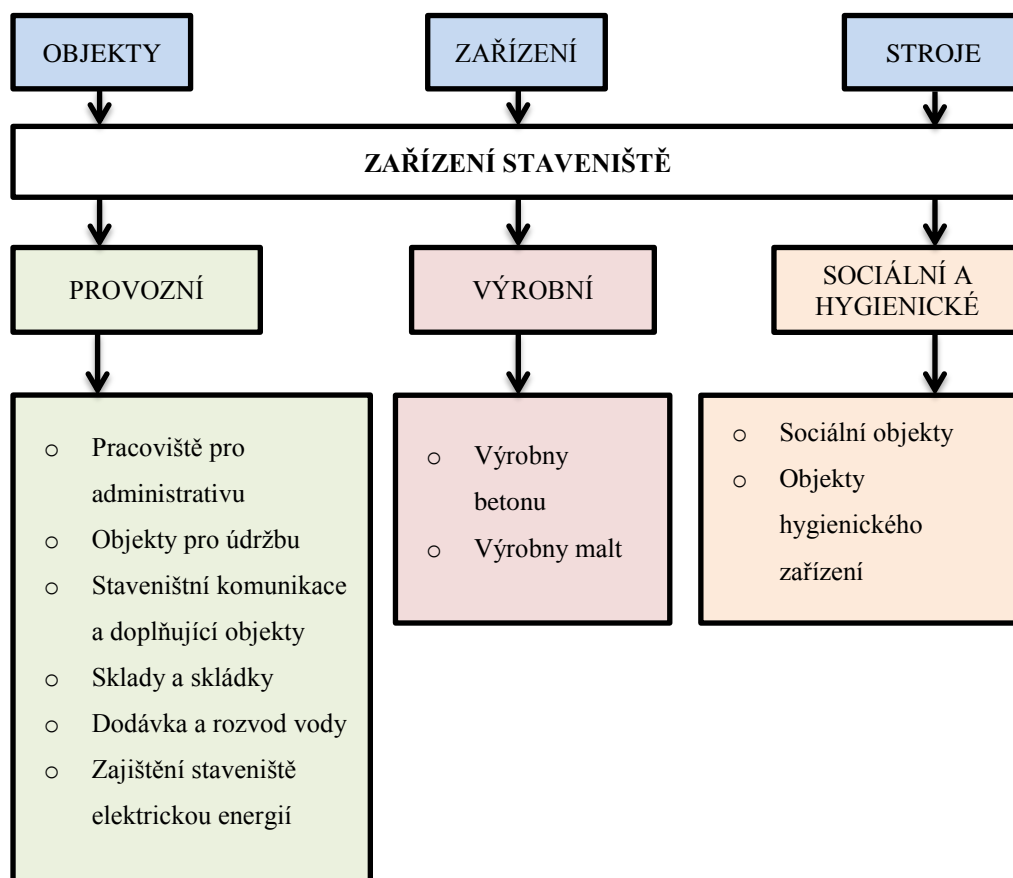 OBJEKTY
ZAŘÍZENÍ
STROJE
ZAŘÍZENÍ STAVENIŠTĚ
PROVOZNÍ
VÝROBNÍ
SOCIÁLNÍ A
HYGIENICKÉ
o Pracoviště pro
administrativu
o Objekty pro údržbu
o Staveništní komunikace
a doplňující objekty
o Sklady a skládky
o Dodávka a rozvod vody
o Zajištění staveniště
elektrickou energií
o Výrobny
betonu
o Výrobny malt
o Sociální objekty
o Objekty
hygienického
zařízení